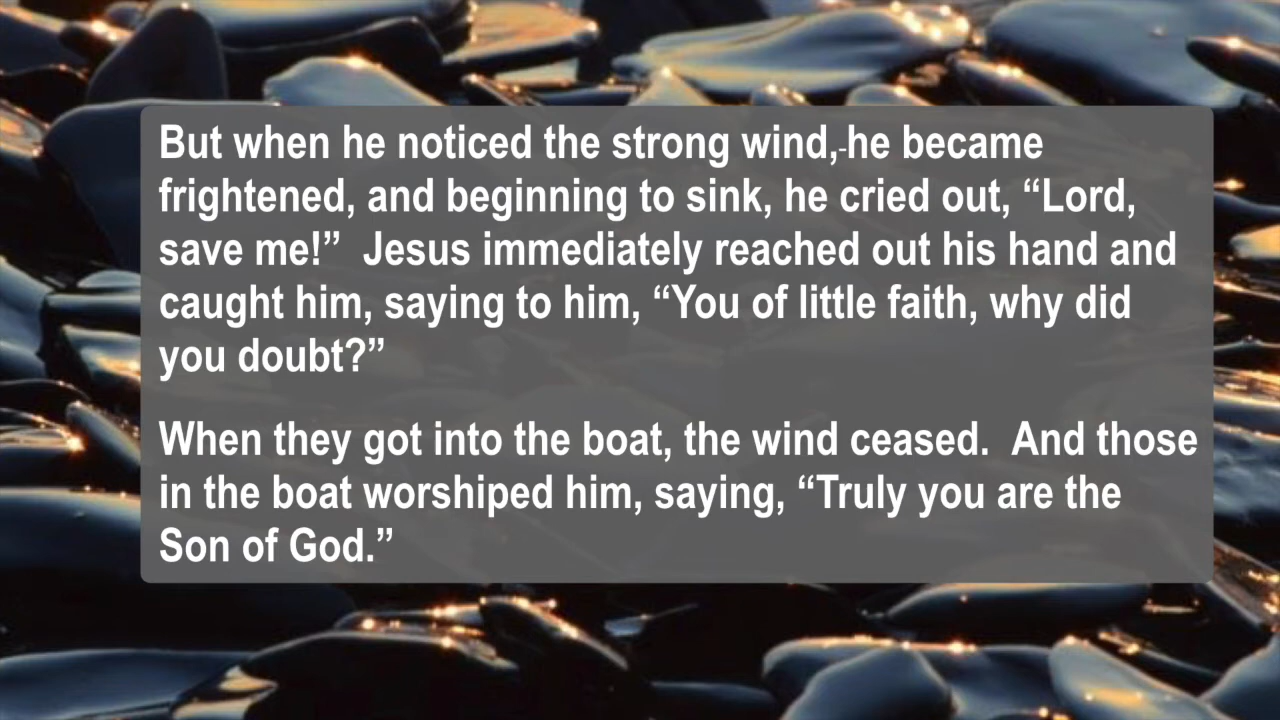 But when he noticed the strong wind,-he became
frightened, and beginning to sink, he cried out, “Lord,
save me!”  Jesus immediately reached out his hand and
caught him, saying to him, “You of little faith, why did
you doubt?”
When they got into the boat, the wind ceased.  And those
in the boat worshiped him, saying, “Truly you are the
Son of God.”